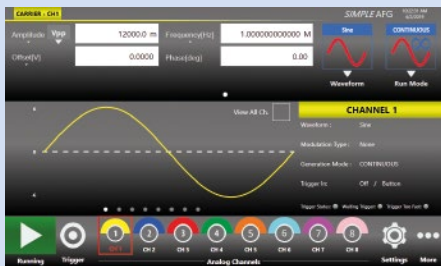 CARRIER - CH1
SIMPLE AFG
Amplitude Vpp 12000.0 m Frequency(Hz) 1.000000000000 M
Sine CONTINUOUS
Offset(V) 0.0000 Phase(deg) 0.00
Waveform Run Mode
View All Ch.
CHANNEL 1
Waveform : Sine
Modulation Type : None
Generation Mode : CONTINUOUS
Trigger In: Off / Button
Trigger Status: Waiting Trigger: Trigger Too Fast:
1 2 3 4 5 6 7 8
CH 1 CH 2 CH 3 CH 4 CH 5 CH 6 CH 7 CH 8
Running Trigger Analog Channels Settings More